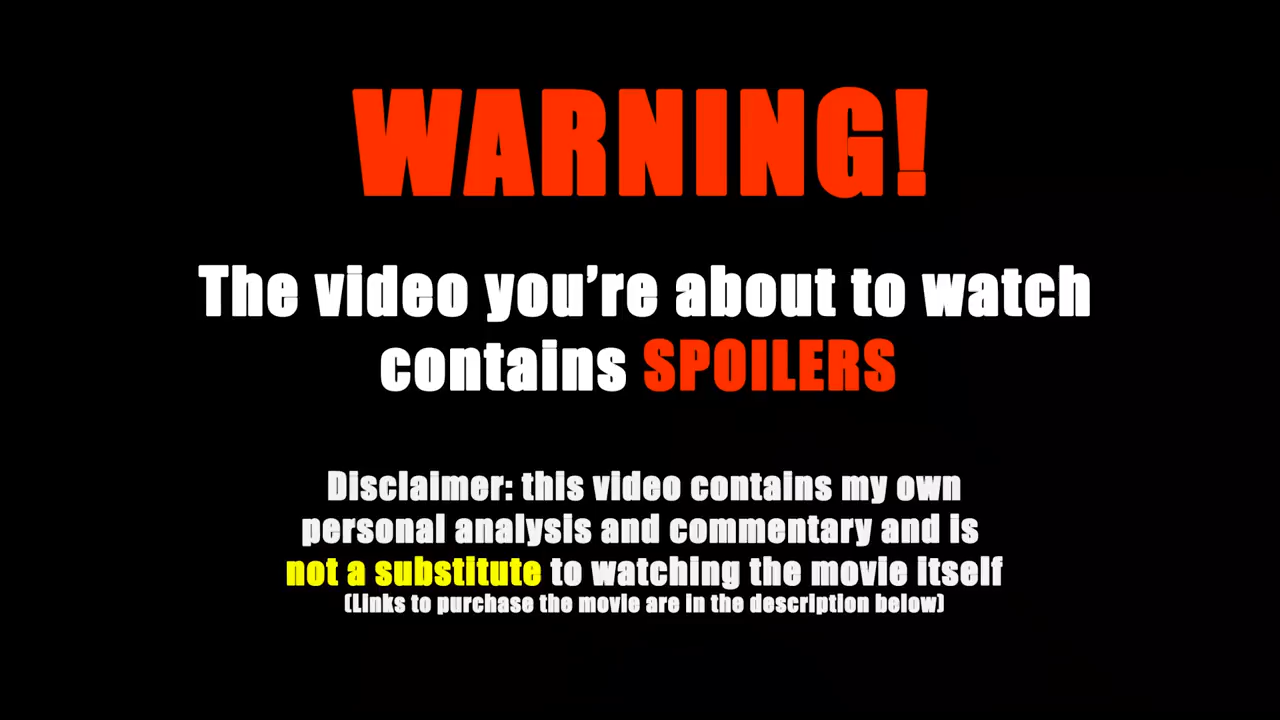 WARNING!
The video you’re about to watch
contains SPOILERS
Disclaimer: this video contains my own
personal analysis and commentary and is
not a substitute to watching the movie itself
(Links to purchase the movie are in the description below)